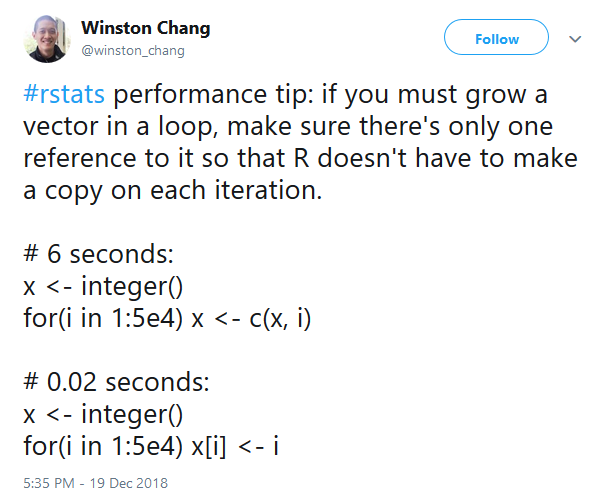 Winston Chang
@winston_chang
Follow
#rstats performance tip: if you must grow a
vector in a loop, make sure there's only one
reference to it so that R doesn't have to make
a copy on each iteration.
# 6 seconds:
x <- integer()
for(i in 1:5e4) x <- c(x, i)
# 0.02 seconds:
x <- integer()
for(i in 1:5e4) x[i] <- i
5:35 PM - 19 Dec 2018